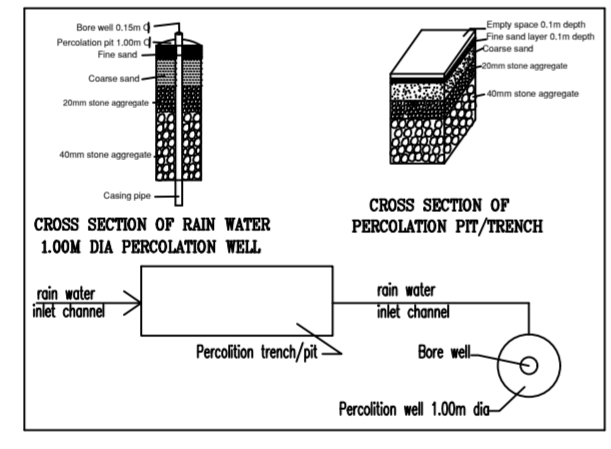 Bore well 0.15m
Percolation pit 1.00m
Fine sand
Coarse sand
20mm stone aggregate
40mm stone aggregate
Casing pipe
CROSS SECTION OF RAIN WATER
1.00M DIA PERCOLATION WELL
Empty space 0.1m depth
Fine sand layer 0.1m depth
Coarse sand
20mm stone aggregate
40mm stone aggregate
CROSS SECTION OF
PERCOLATION PIT/TRENCH
rain water
inlet channel
Percolition trench/pit
rain water
inlet channel
Bore well
Percolition well 1.00m dia